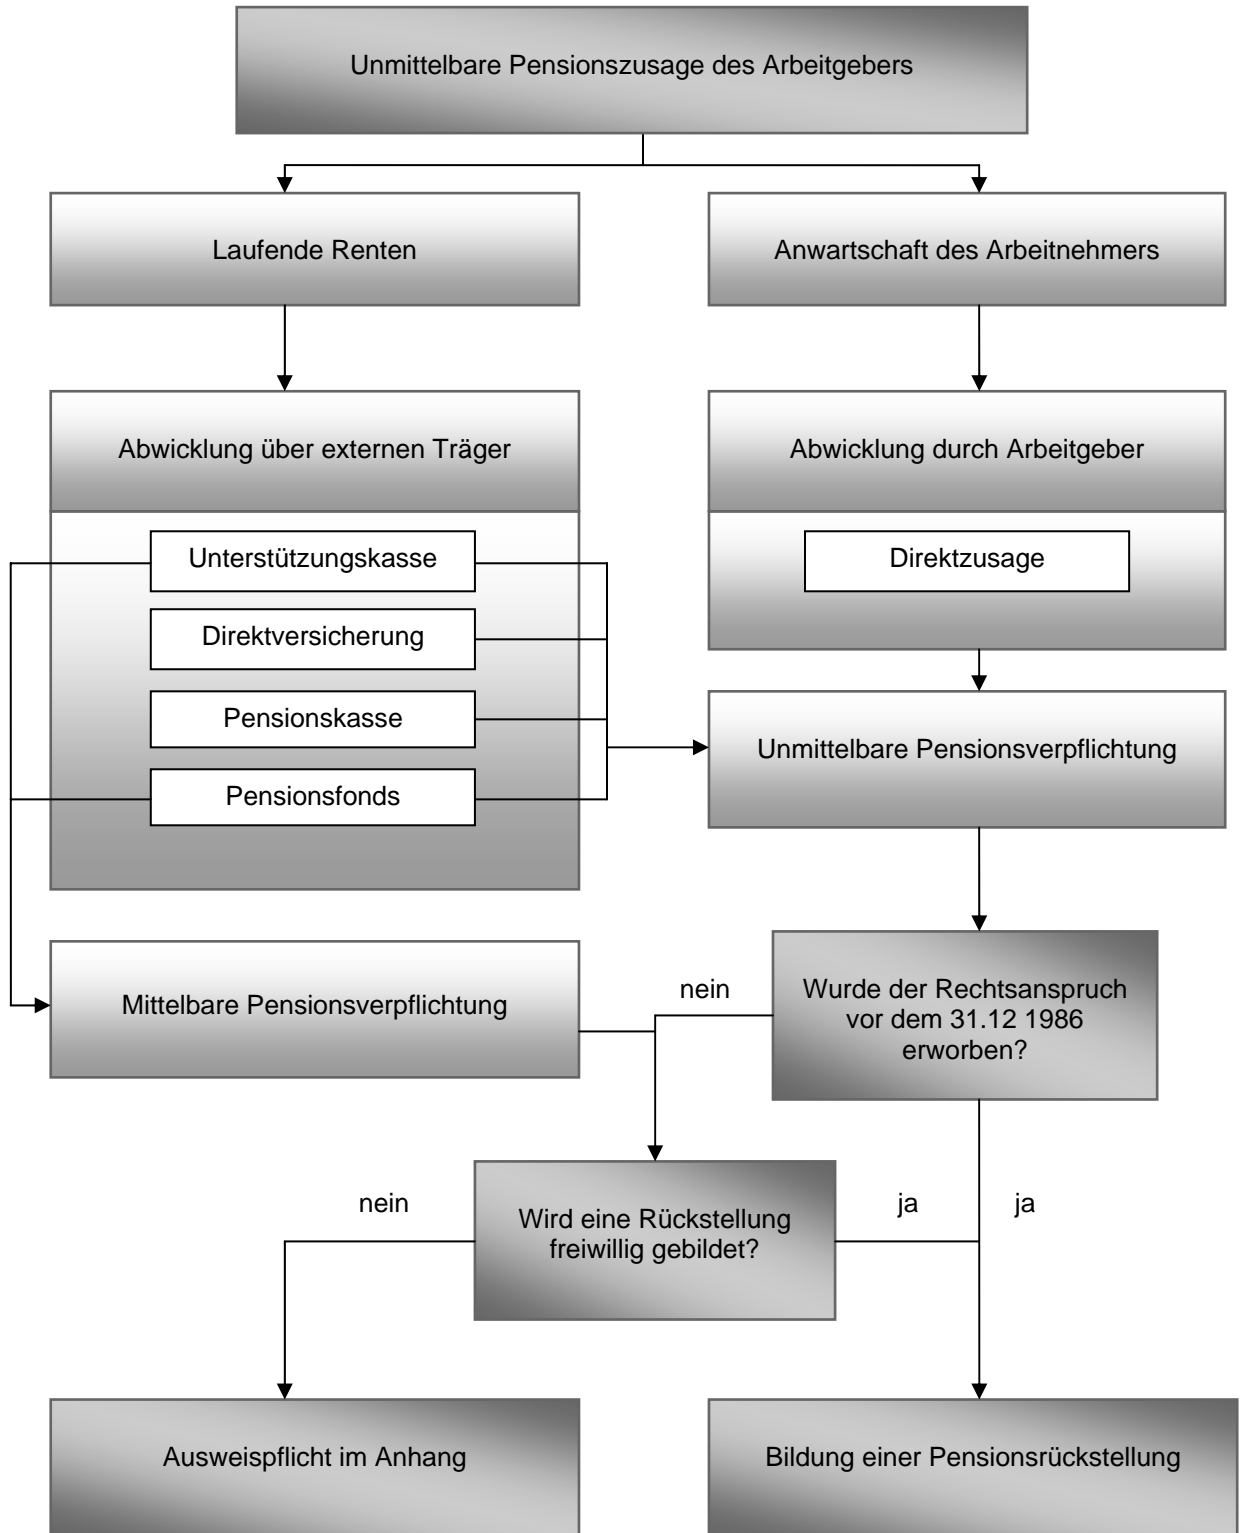 Unmittelbare Pensionszusage des Arbeitgebers
Laufende Renten
Anwartschaft des Arbeitnehmers
Abwicklung über externen Träger
Abwicklung durch Arbeitgeber
Unterstützungskasse
Direktzusage
Direktversicherung
Pensionskasse
Unmittelbare Pensionsverpflichtung
Pensionsfonds
Mittelbare Pensionsverpflichtung
nein
Wurde der Rechtsanspruch
vor dem 31.12 1986
erworben?
nein
Wird eine Rückstellung
freiwillig gebildet?
ja
ja
Ausweispflicht im Anhang
Bildung einer Pensionsrückstellung